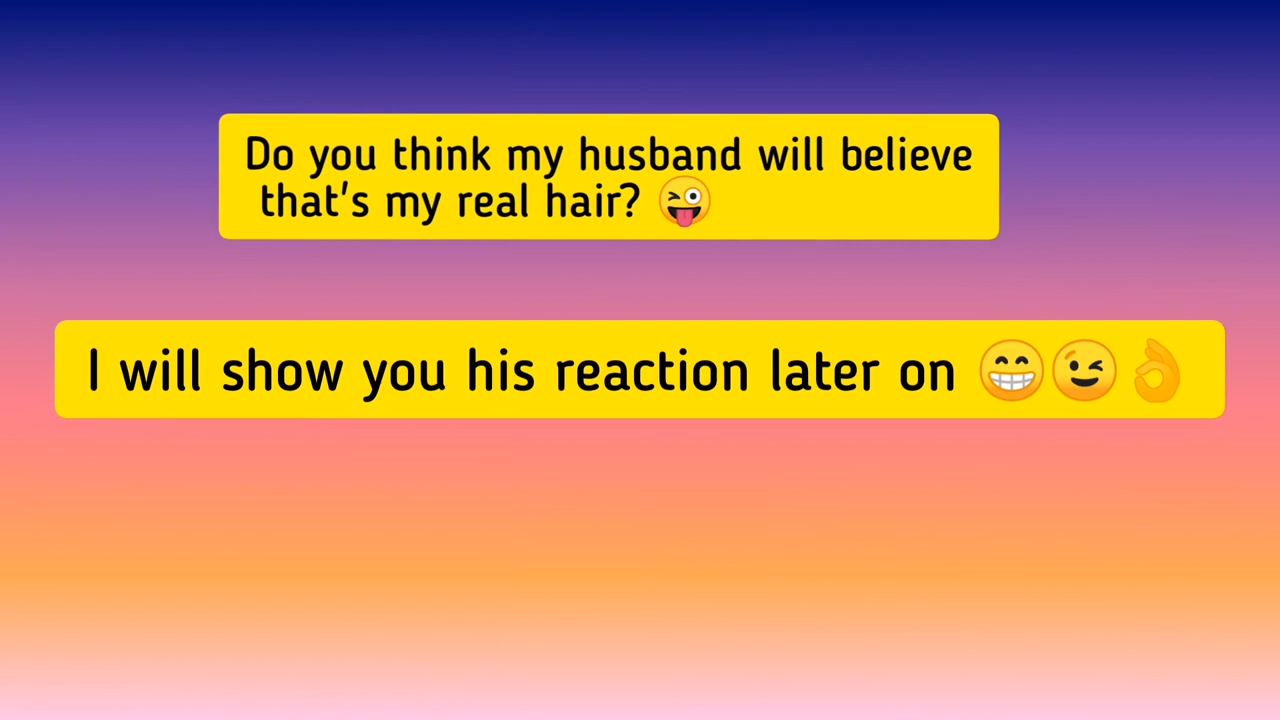 Do you think my husband will believe
that's my real hair? 😜
I will show you his reaction later on 😁😉👌